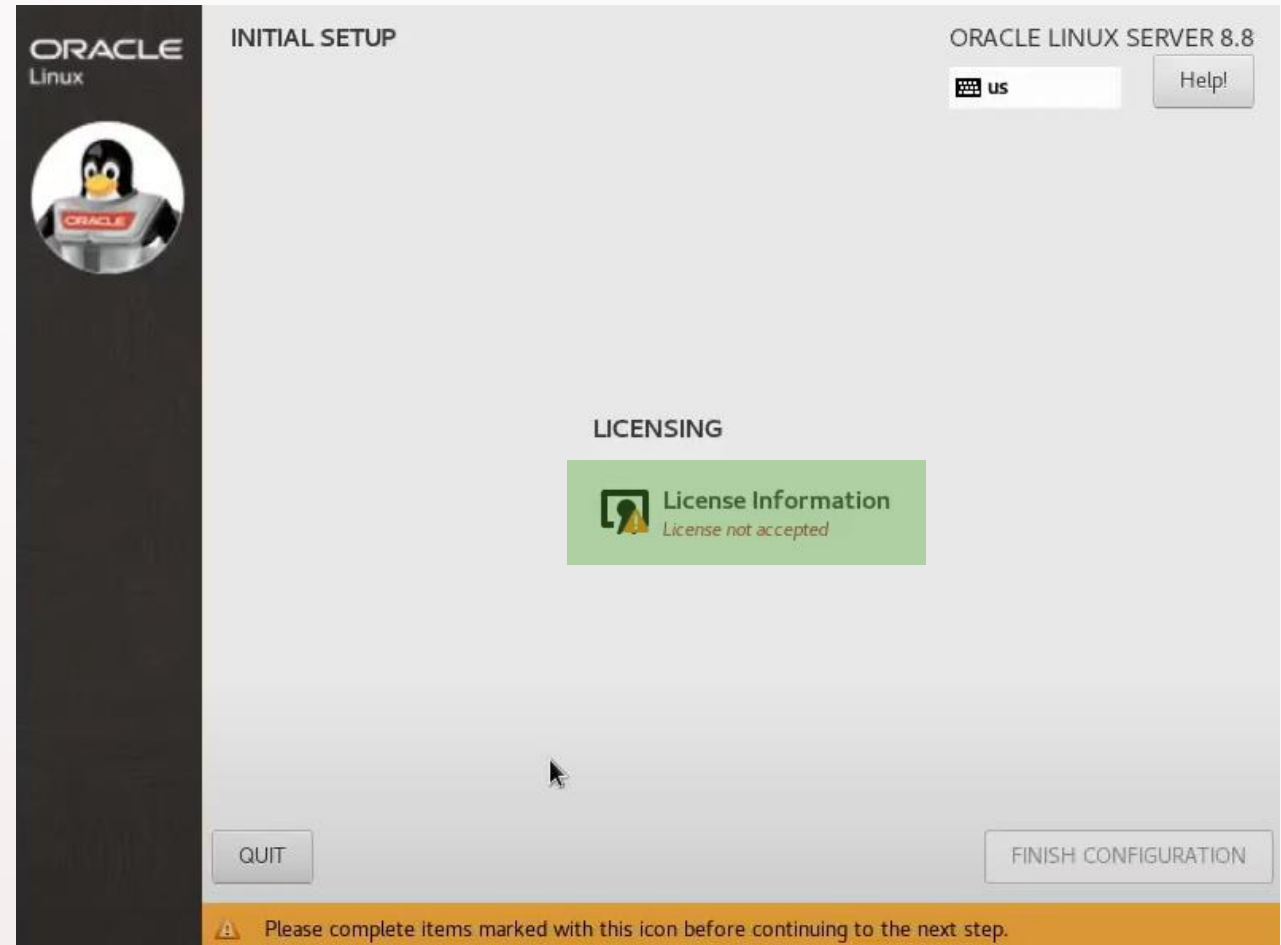 ORACLE
Linux
ORACLE
INITIAL SETUP
ORACLE LINUX SERVER 8.8
us
Help!
LICENSING
License Information
License not accepted
QUIT
FINISH CONFIGURATION
Please complete items marked with this icon before continuing to the next step.